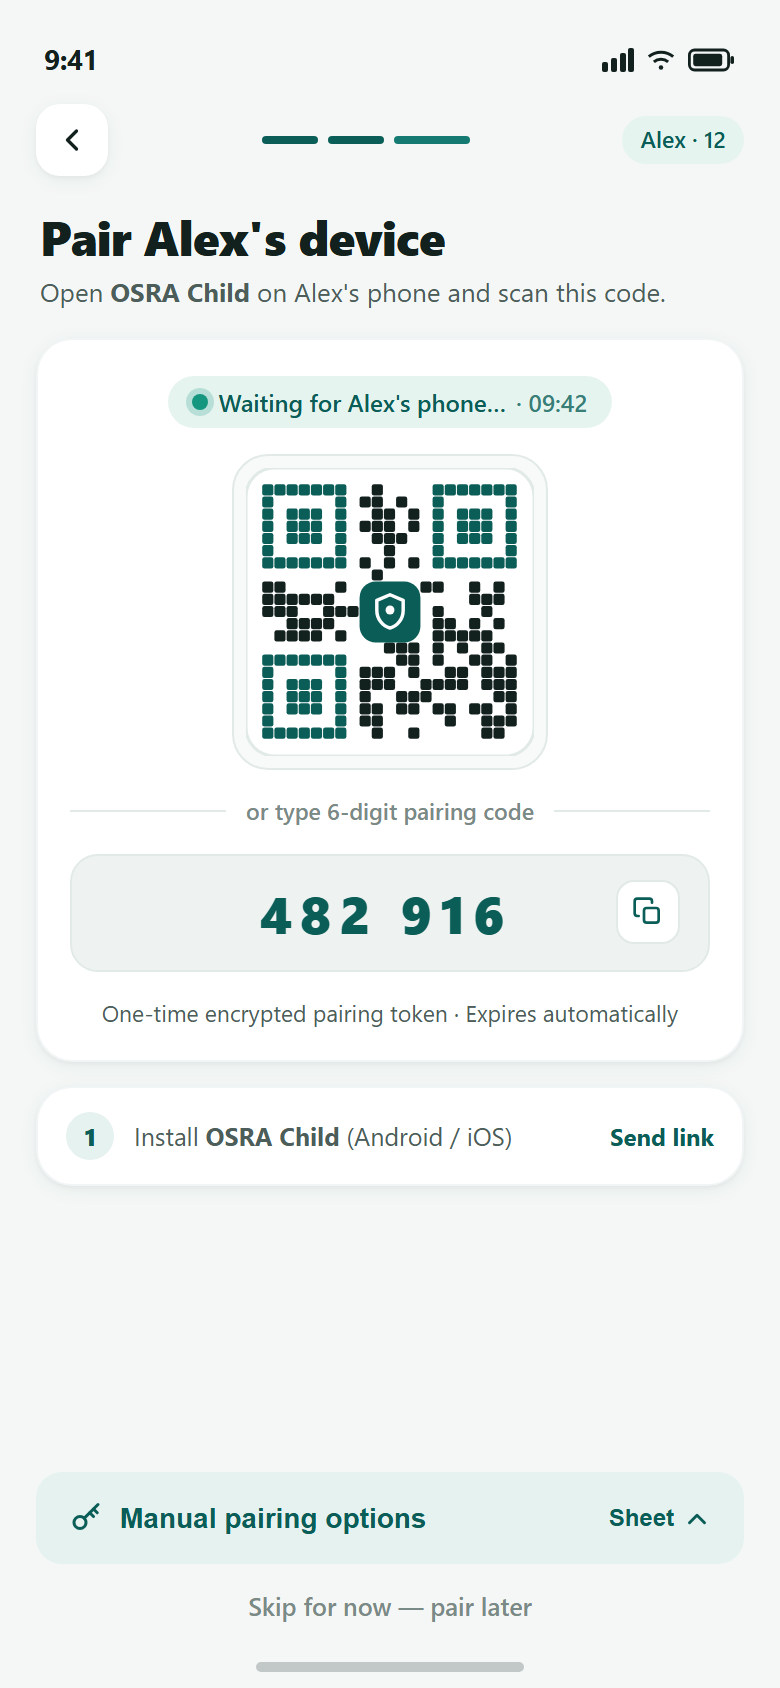 9:41
Alex · 12
Pair Alex's device
Open OSRA Child on Alex's phone and scan this code.
Waiting for Alex's phone... · 09:42
or type 6-digit pairing code
482 916
One-time encrypted pairing token · Expires automatically
1 Install OSRA Child (Android / iOS) Send link
Manual pairing options Sheet
Skip for now — pair later